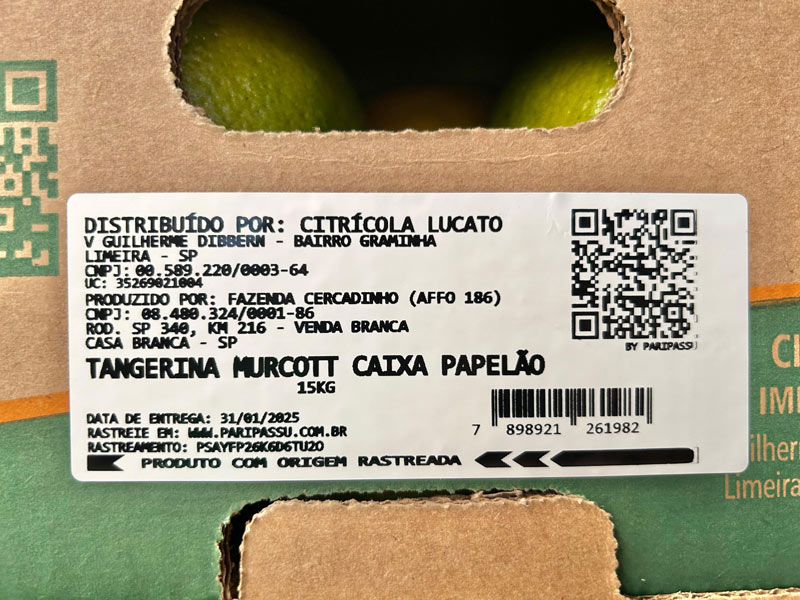 DISTRIBUÍDO POR: CITRÍCOLA LUCATO
V GUILHERME DIBBERN - BAIRRO GRAMINHA
LIMEIRA - SP
CNPJ: 00.589.220/0003-64
UC: 35269021004
PRODUZIDO POR: FAZENDA CERCADINHO (AFFO 186)
CNPJ: 08.480.324/0001-86
ROD. SP 340, KM 216 - VENDA BRANCA
CASA BRANCA - SP
BY PARIPASSU
TANGERINA MURCOTT CAIXA PAPELÃO
15KG
DATA DE ENTREGA: 31/01/2025
RASTREIE EM: WWW.PARIPASSU.COM.BR
RASTREAMENTO: PSAYFP26K6D6TU20
7 898921 261982
PRODUTO COM ORIGEM RASTREADA
Limeira